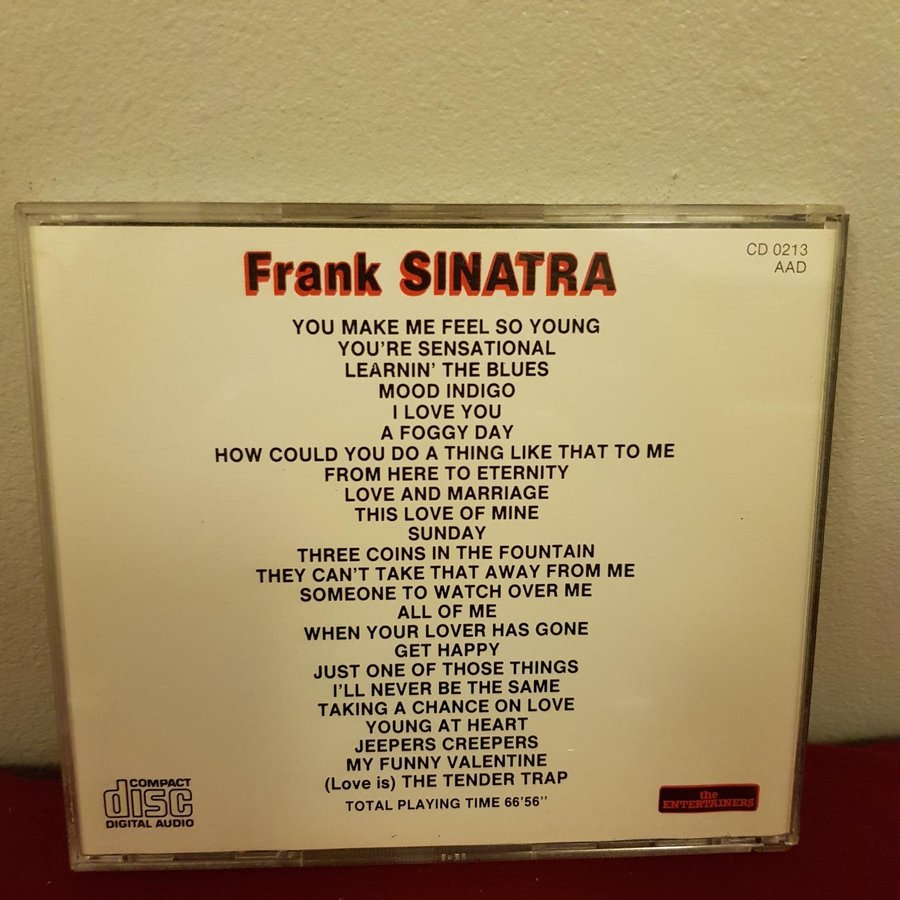 CD 0213
AAD
Frank SINATRA
YOU MAKE ME FEEL SO YOUNG
YOU'RE SENSATIONAL
LEARNIN' THE BLUES
MOOD INDIGO
I LOVE YOU
A FOGGY DAY
HOW COULD YOU DO A THING LIKE THAT TO ME
FROM HERE TO ETERNITY
LOVE AND MARRIAGE
THIS LOVE OF MINE
SUNDAY
THREE COINS IN THE FOUNTAIN
THEY CAN'T TAKE THAT AWAY FROM ME
SOMEONE TO WATCH OVER ME
ALL OF ME
WHEN YOUR LOVER HAS GONE
GET HAPPY
JUST ONE OF THOSE THINGS
I'LL NEVER BE THE SAME
TAKING A CHANCE ON LOVE
YOUNG AT HEART
JEEPERS CREEPERS
MY FUNNY VALENTINE
(Love is) THE TENDER TRAP
TOTAL PLAYING TIME 66'56''
COMPACT
disc
DIGITAL AUDIO
the
ENTERTAINERS